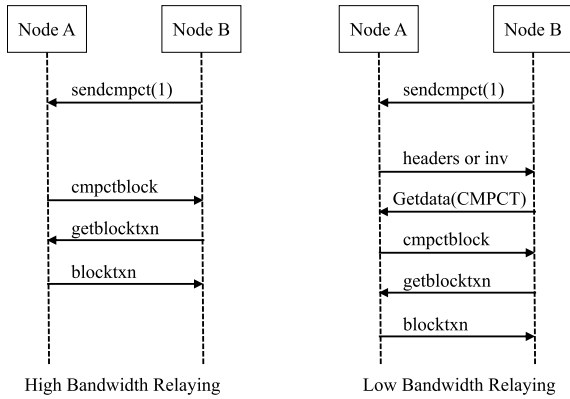 Node A
Node B
sendcmpct(1)
cmpctblock
getblocktxn
blocktxn
High Bandwidth Relaying
Node A
Node B
sendcmpct(1)
headers or inv
Getdata(CMPCT)
cmpctblock
getblocktxn
blocktxn
Low Bandwidth Relaying